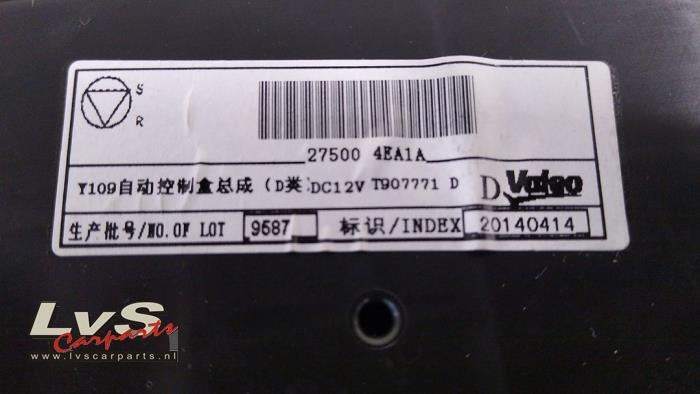 S
R
27500 4EA1A
Y109自动控制盒总成 (D类) DC12V T907771 D D Valeo
生产批号/NO.OF LOT 9587 标识/INDEX 20140414
LvS
Carparts
www.lvscarparts.nl